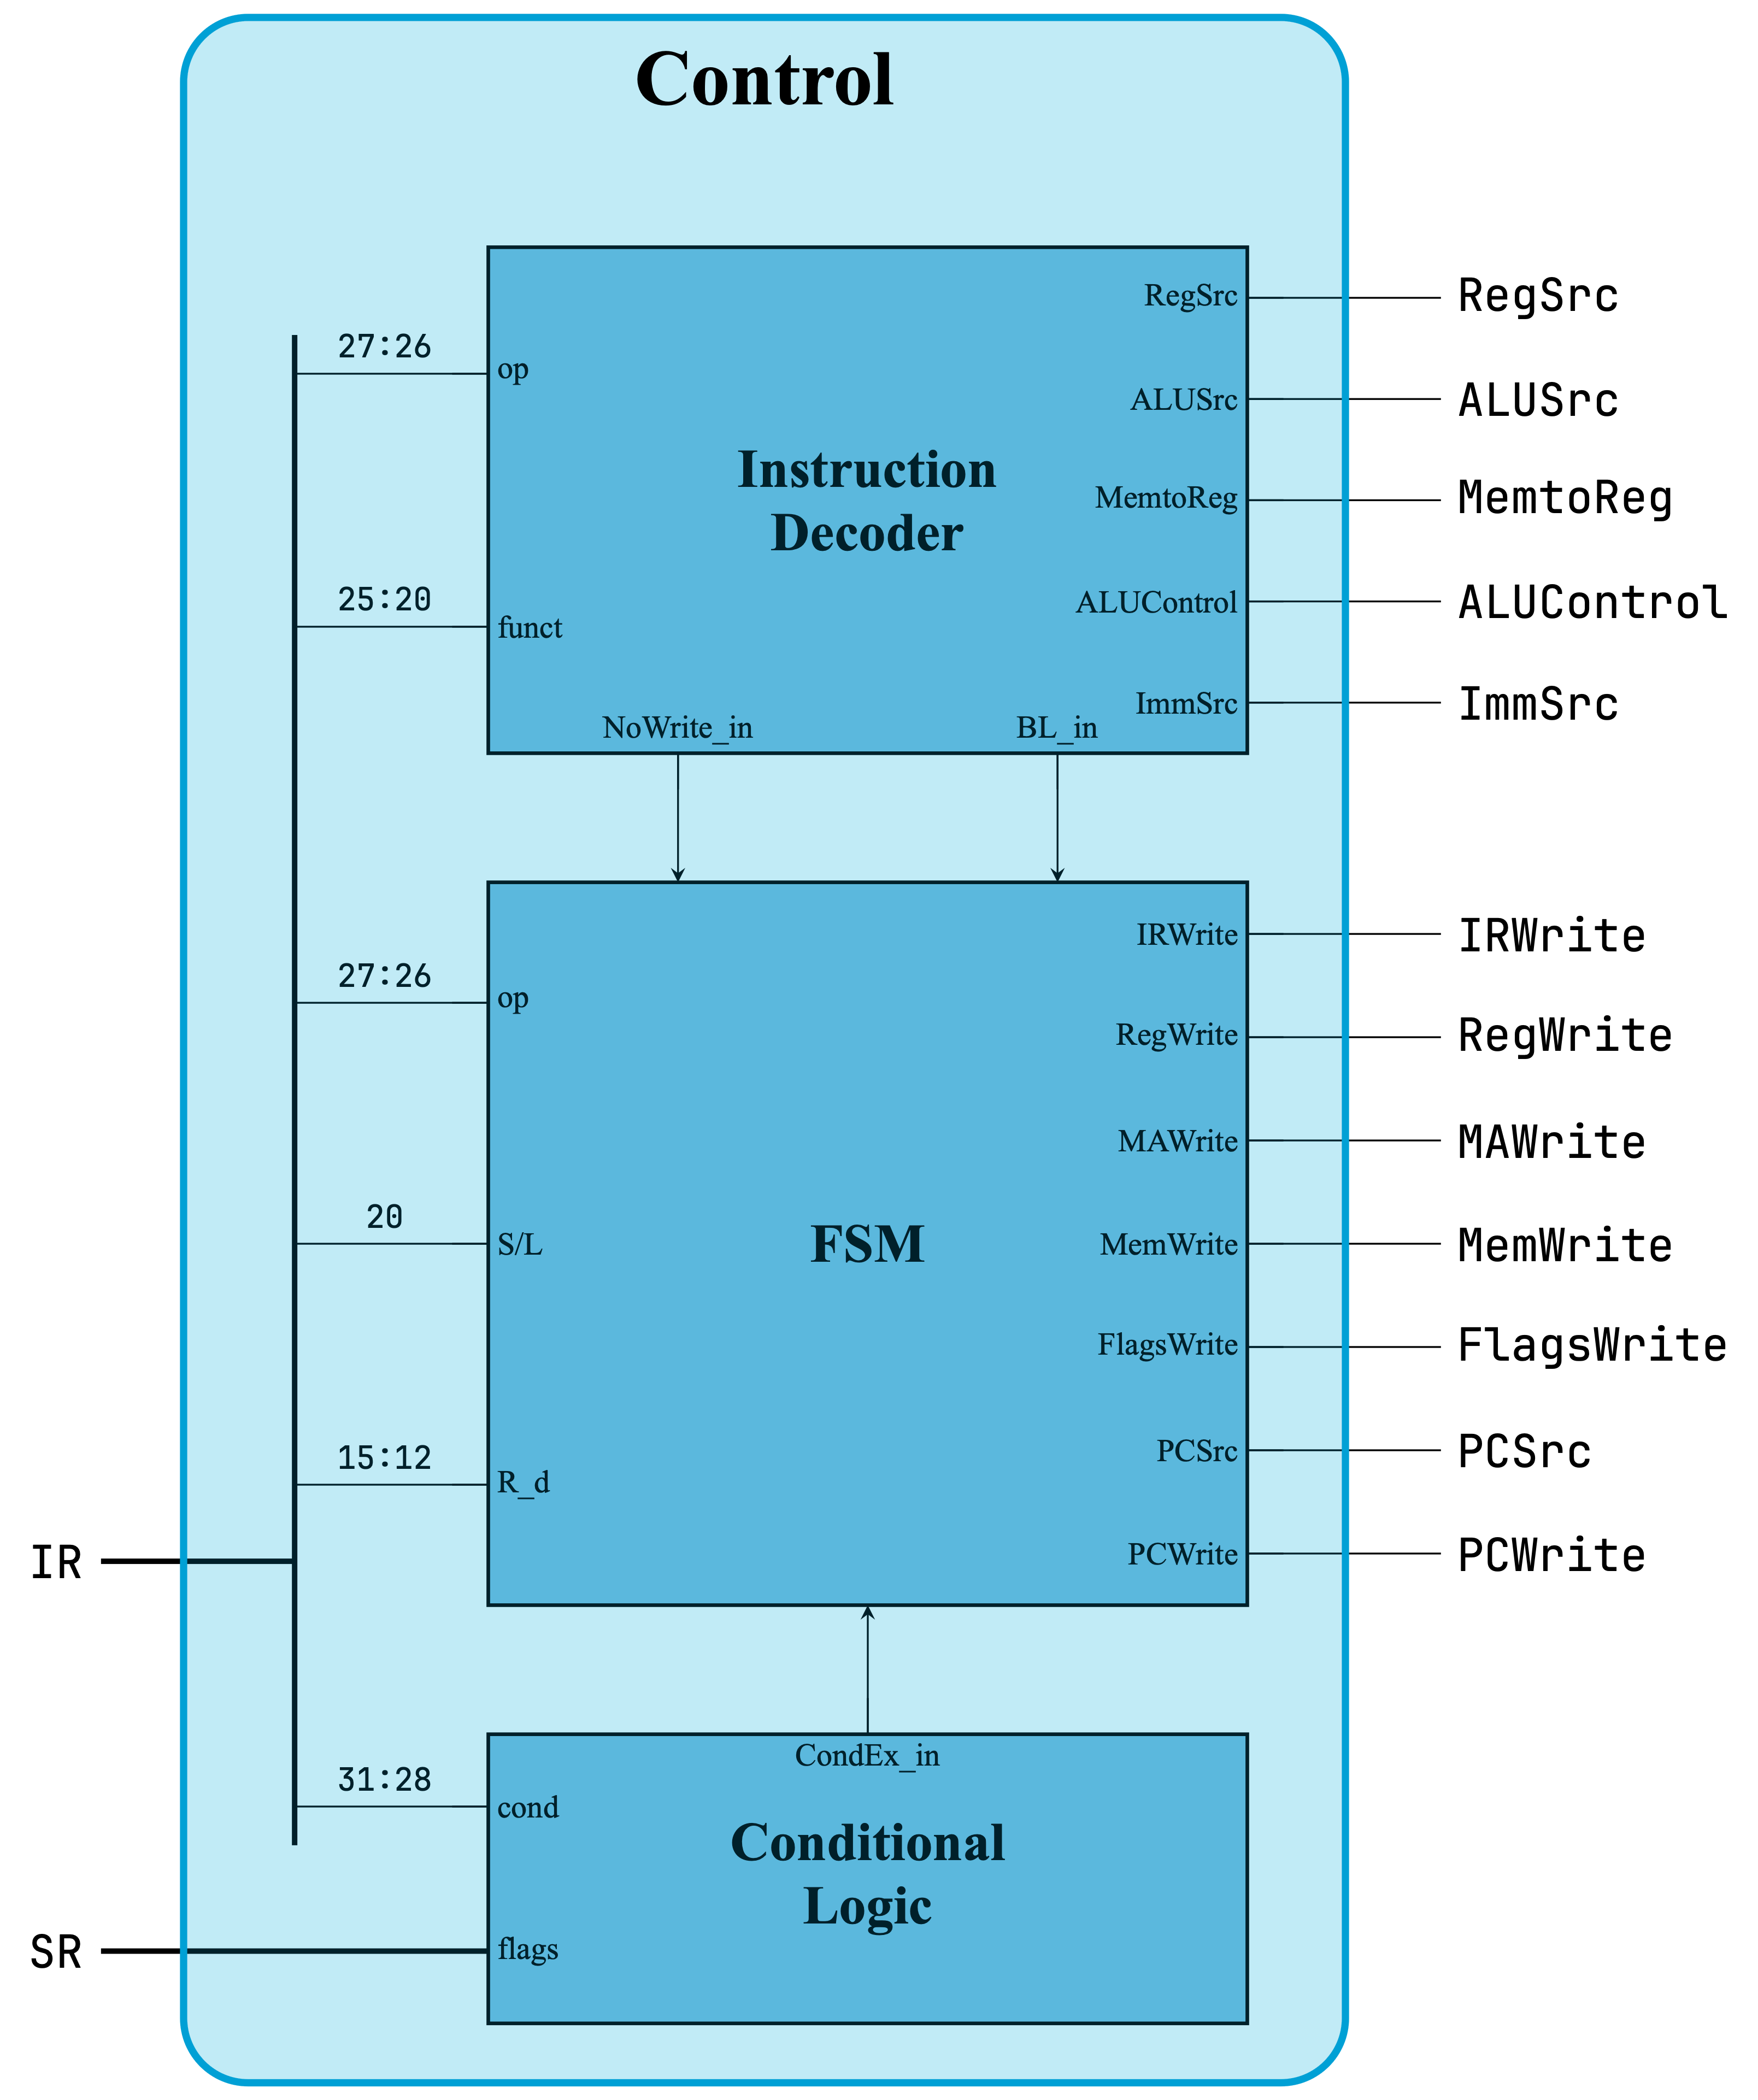 Control
27:26
op
25:20
funct
Instruction
Decoder
RegSrc
ALUSrc
MemtoReg
ALUControl
ImmSrc
NoWrite_in
BL_in
RegSrc
ALUSrc
MemtoReg
ALUControl
ImmSrc
27:26
op
20
S/L
15:12
R_d
FSM
IRWrite
RegWrite
MAWrite
MemWrite
FlagsWrite
PCSrc
PCWrite
IRWrite
RegWrite
MAWrite
MemWrite
FlagsWrite
PCSrc
PCWrite
IR
CondEx_in
31:28
cond
Conditional
Logic
SR
flags